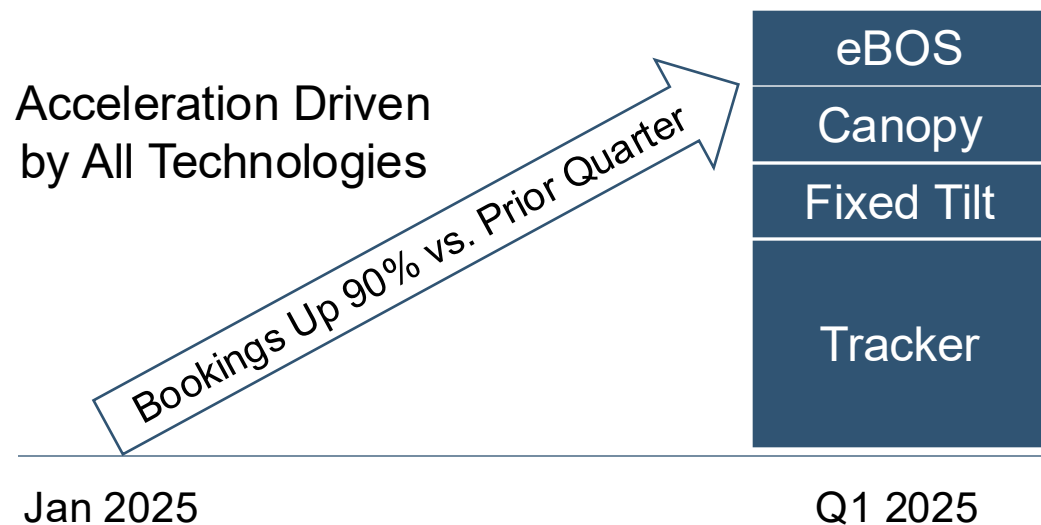 Acceleration Driven
by All Technologies
Bookings Up 90% vs. Prior Quarter
eBOS
Canopy
Fixed Tilt
Tracker
Jan 2025
Q1 2025